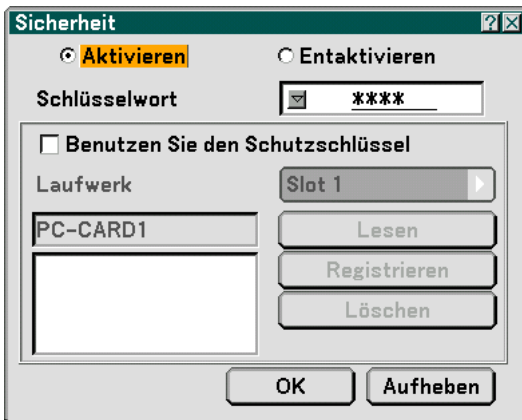 Sicherheit
Aktivieren Entaktivieren
Schlüsselwort ****
Benutzen Sie den Schutzschlüssel
Laufwerk Slot 1
PC-CARD1 Lesen
Registrieren
Löschen
OK Aufheben